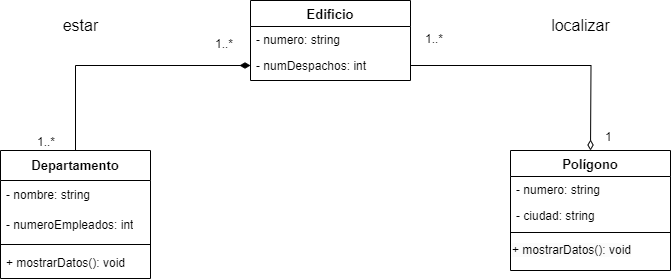 estar
Edificio
localizar
- numero: string
- numDespachos: int
1..*
1..*
1..*
1
Departamento
- nombre: string
- numeroEmpleados: int
+ mostrarDatos(): void
Polígono
- numero: string
- ciudad: string
+ mostrarDatos(): void